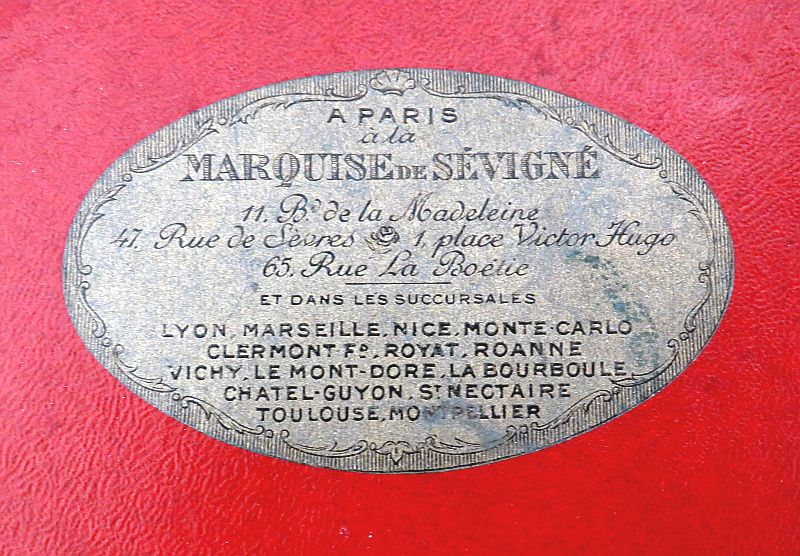 A PARIS
à la
MARQUISE DE SÉVIGNÉ
11. Bd de la Madeleine
47, Rue de Sèvres 1, place Victor Hugo
65, Rue La Boëtie
ET DANS LES SUCCURSALES
LYON, MARSEILLE, NICE, MONTE-CARLO
CLERMONT-Fd, ROYAT, ROANNE
VICHY, LE MONT-DORE, LA BOURBOULE,
CHATEL-GUYON, ST NECTAIRE
TOULOUSE, MONTPELLIER